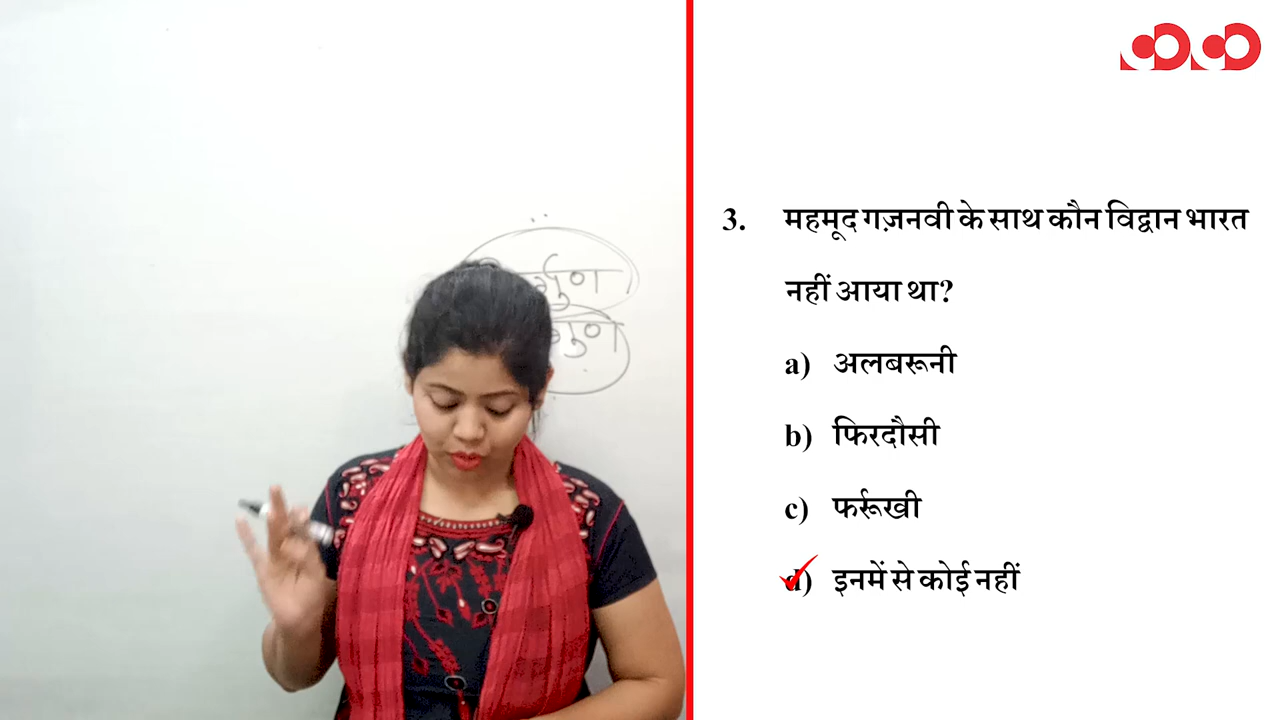 3. महमूद गज़नवी के साथ कौन विद्वान भारत
नहीं आया था?
a) अलबरूनी
b) फिरदौसी
c) फर्रूखी
d) इनमें से कोई नहीं